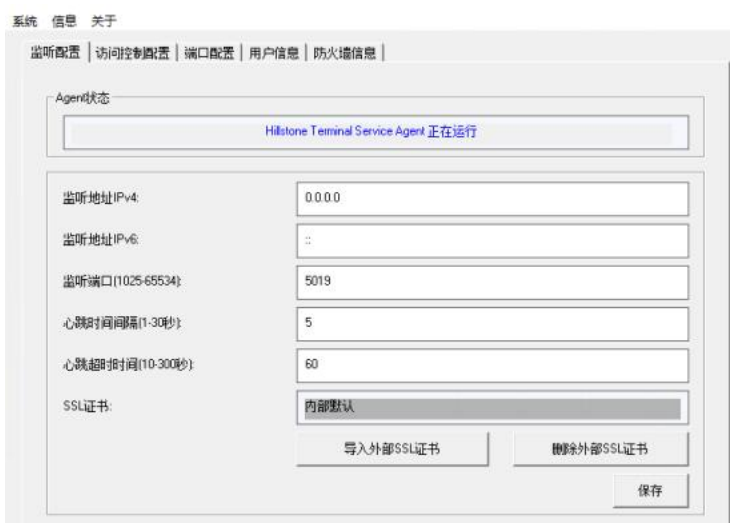 系统 信息 关于
监听配置 访问控制配置 端口配置 用户信息 防火墙信息
Agent状态
Hillstone Terminal Service Agent 正在运行
监听地址IPv4: 0.0.0.0
监听地址IPv6: ::
监听端口(1025-65534): 5019
心跳时间间隔(1-30秒): 5
心跳超时时间(10-300秒): 60
SSL证书: 内部默认
导入外部SSL证书 删除外部SSL证书
保存